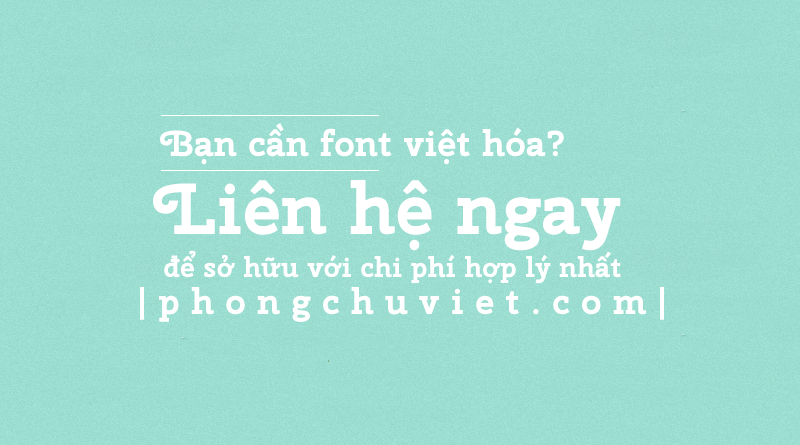 Bạn cần font việt hóa?
Liên hệ ngay
để sở hữu với chi phí hợp lý nhất
|phongchuviet.com|